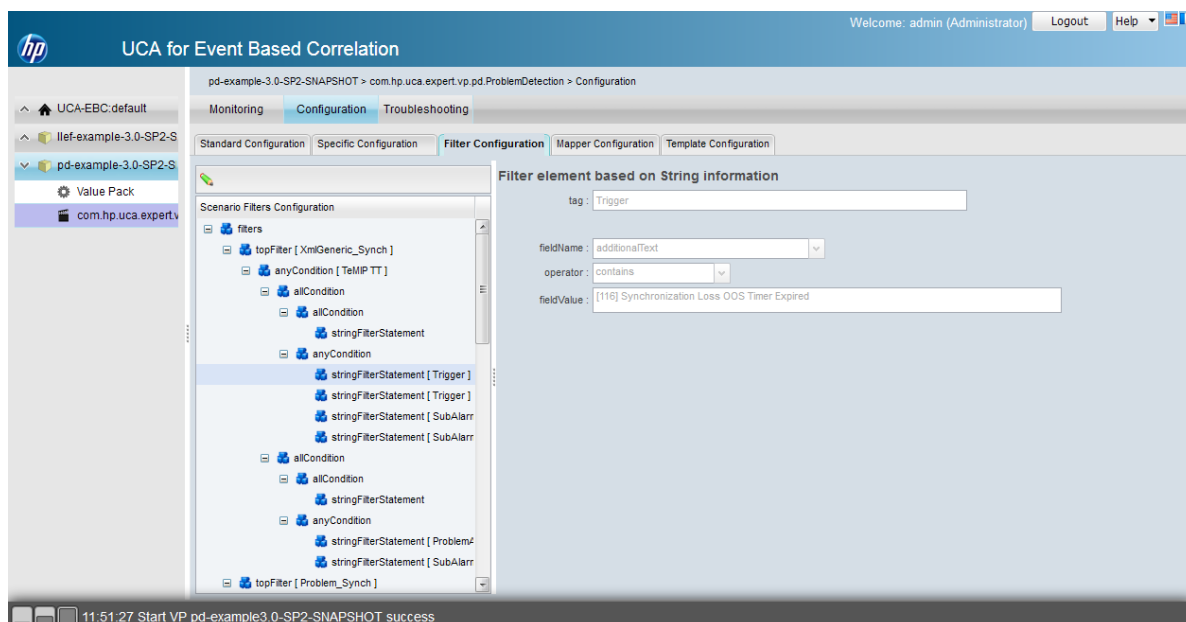 Welcome: admin (Administrator) Logout Help
hp UCA for Event Based Correlation
pd-example-3.0-SP2-SNAPSHOT > com.hp.uca.expert.vp.pd.ProblemDetection > Configuration
UCA-EBC:default
llef-example-3.0-SP2-S
pd-example-3.0-SP2-S
Value Pack
com.hp.uca.expert.v
Monitoring Configuration Troubleshooting
Standard Configuration Specific Configuration Filter Configuration Mapper Configuration Template Configuration
Scenario Filters Configuration
filters
topFilter [ XmlGeneric_Synch ]
anyCondition [ TeMIP TT ]
allCondition
allCondition
stringFilterStatement
anyCondition
stringFilterStatement [ Trigger ]
stringFilterStatement [ Trigger ]
stringFilterStatement [ SubAlarm
stringFilterStatement [ SubAlarm
allCondition
allCondition
stringFilterStatement
anyCondition
stringFilterStatement [ ProblemA
stringFilterStatement [ SubAlarm
topFilter [ Problem_Synch ]
Filter element based on String information
tag : Trigger
fieldName : additionalText
operator : contains
fieldValue : [116] Synchronization Loss OOS Timer Expired
11:51:27 Start VP pd-example3.0-SP2-SNAPSHOT success